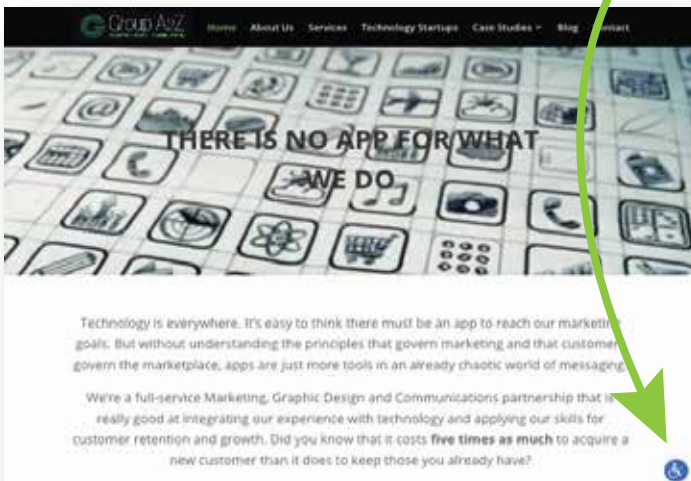 Group A2Z
Home About Us Services Technology Startups Case Studies Blog Contact
THERE IS NO APP FOR WHAT
WE DO
Technology is everywhere. It's easy to think there must be an app to reach our marketing
goals. But without understanding the principles that govern marketing and that customers
govern the marketplace, apps are just more tools in an already chaotic world of messaging.
We're a full-service Marketing, Graphic Design and Communications partnership that is
really good at integrating our experience with technology and applying our skills for
customer retention and growth. Did you know that it costs five times as much to acquire a
new customer than it does to keep those you already have?